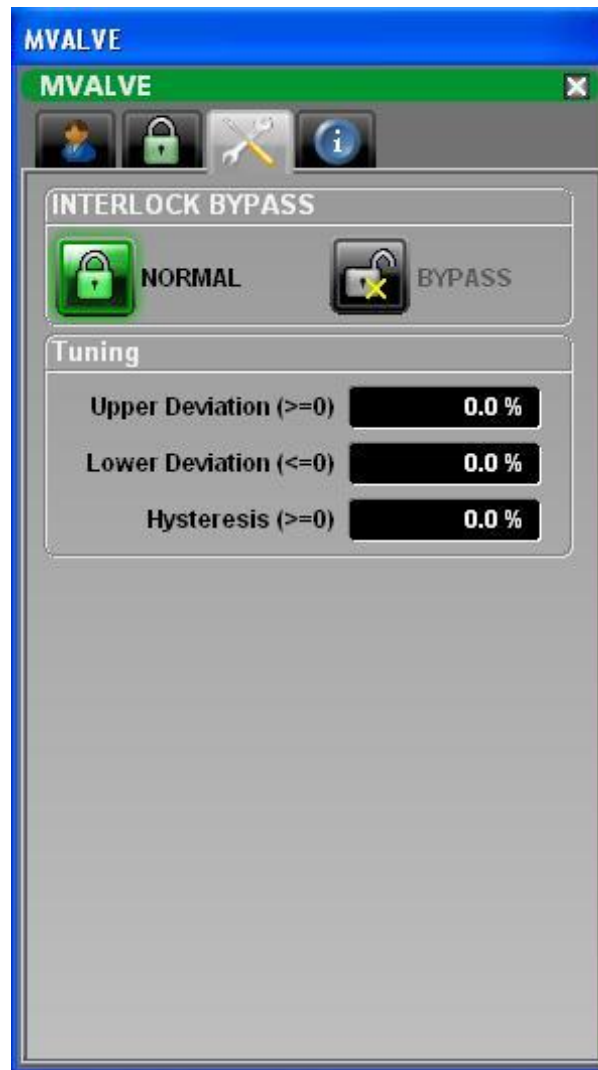 MVALVE
MVALVE
INTERLOCK BYPASS
NORMAL BYPASS
Tuning
Upper Deviation (>=0) 0.0 %
Lower Deviation (<=0) 0.0 %
Hysteresis (>=0) 0.0 %